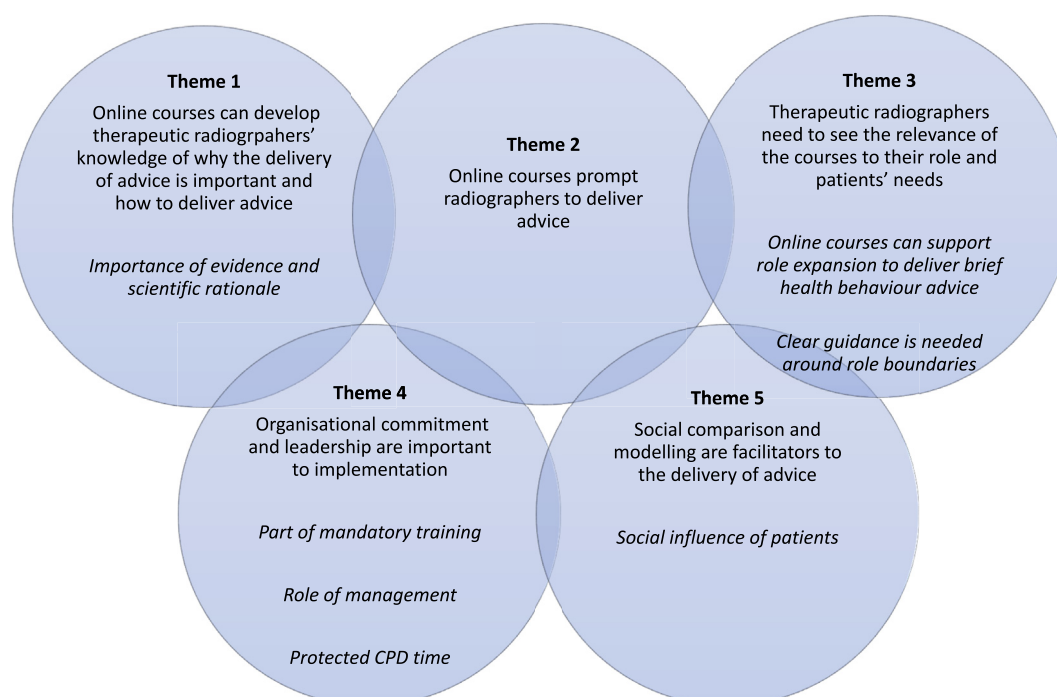 Theme 1
Online courses can develop
therapeutic radiogrpahers’
knowledge of why the delivery
of advice is important and
how to deliver advice
Importance of evidence and
scientific rationale
Theme 2
Online courses prompt
radiographers to deliver
advice
Theme 3
Therapeutic radiographers
need to see the relevance of
the courses to their role and
patients’ needs
Online courses can support
role expansion to deliver brief
health behaviour advice
Clear guidance is needed
around role boundaries
Theme 4
Organisational commitment
and leadership are important
to implementation
Part of mandatory training
Role of management
Protected CPD time
Theme 5
Social comparison and
modelling are facilitators to
the delivery of advice
Social influence of patients